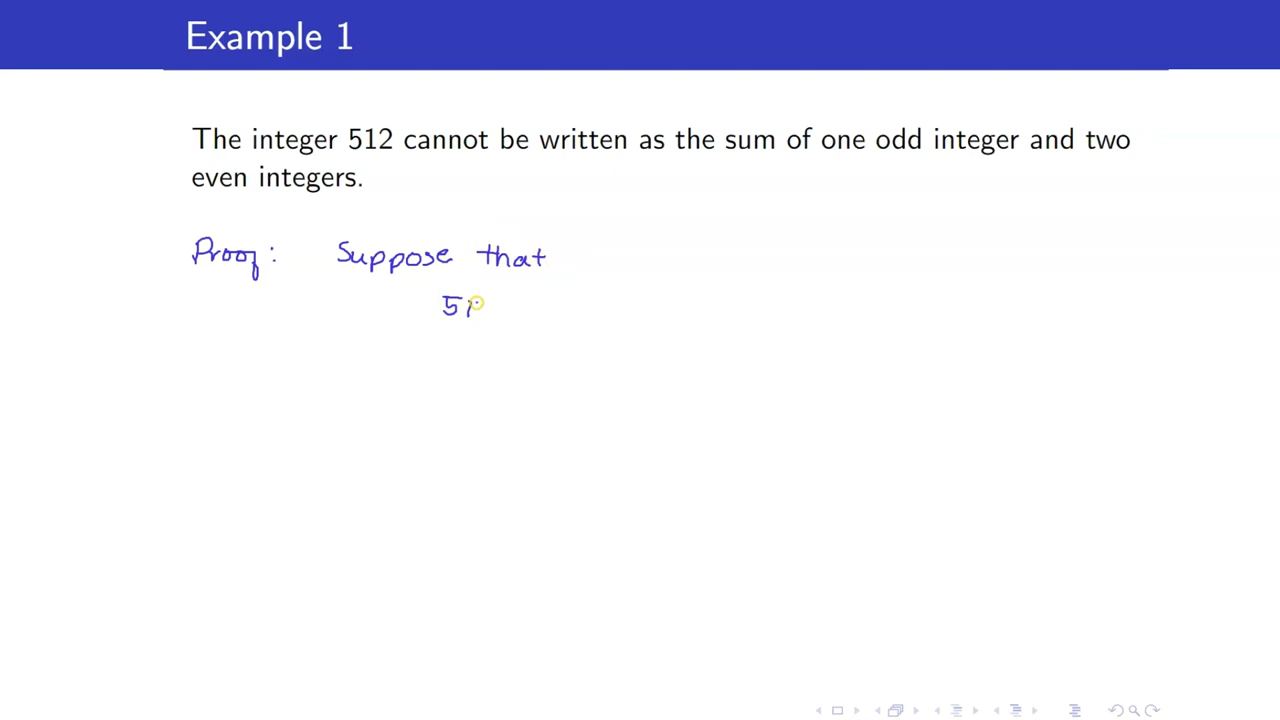 Example 1
The integer 512 cannot be written as the sum of one odd integer and two
even integers.
Proof: Suppose that
51